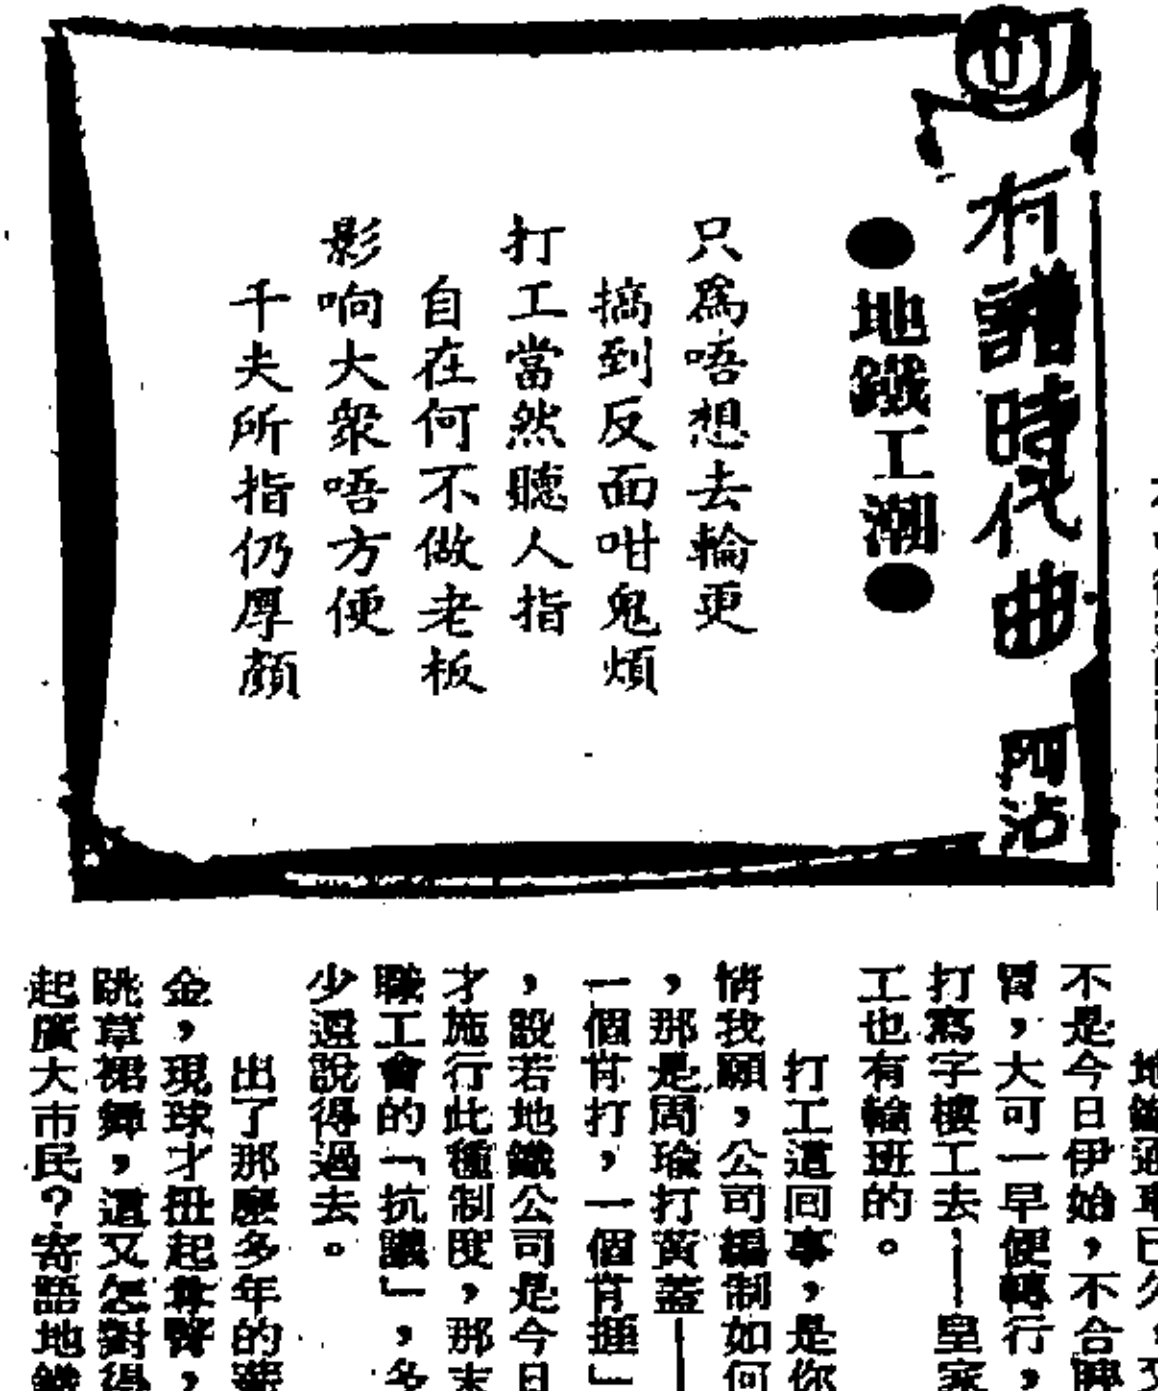 有譜時代曲
阿沾
●地鐵工潮●
只為唔想去輪更
搞到反面咁鬼煩
打工當然聽人指
自在何不做老板
影响大衆唔方便
千夫所指仍厚顏
地鐵通車已久，又
不是今日伊始，不合脾
胃，大可一早便轉行，
打寫字樓工去——皇家
工也有輪班的。
打工這回事，是你
情我願，公司編制如何
，那是周瑜打黃蓋——
一個肯打，一個肯捱」
，設若地鐵公司是今日
才施行此種制度，那末
職工會的「抗議」，多
少還說得過去。
出了那麼多年的薪
金，現球才扭起尊臀，
跳草裙舞，這又怎對得
起廣大市民？寄語地鐵